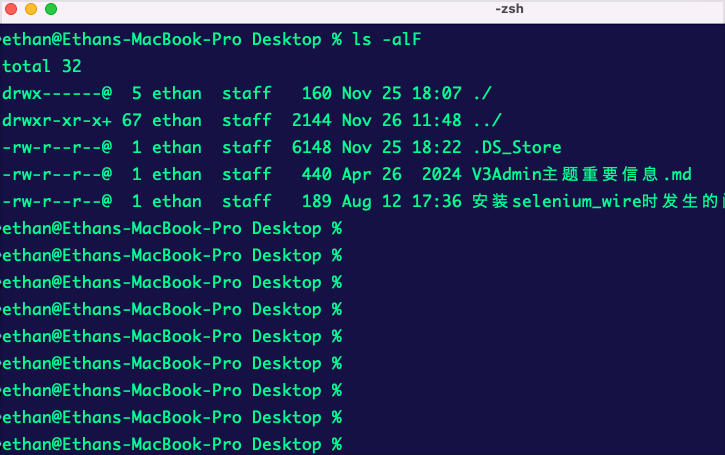 -zsh
ethan@Ethans-MacBook-Pro Desktop % ls -alF
total 32
drwx------@  5 ethan  staff   160 Nov 25 18:07 ./
drwxr-xr-x+ 67 ethan  staff  2144 Nov 26 11:48 ../
-rw-r--r--@  1 ethan  staff  6148 Nov 25 18:22 .DS_Store
-rw-r--r--@  1 ethan  staff   440 Apr 26  2024 V3Admin主题重要信息.md
-rw-r--r--@  1 ethan  staff   189 Aug 12 17:36 安装selenium_wire时发生的
ethan@Ethans-MacBook-Pro Desktop %
ethan@Ethans-MacBook-Pro Desktop %
ethan@Ethans-MacBook-Pro Desktop %
ethan@Ethans-MacBook-Pro Desktop %
ethan@Ethans-MacBook-Pro Desktop %
ethan@Ethans-MacBook-Pro Desktop %
ethan@Ethans-MacBook-Pro Desktop %
ethan@Ethans-MacBook-Pro Desktop %
ethan@Ethans-MacBook-Pro Desktop %